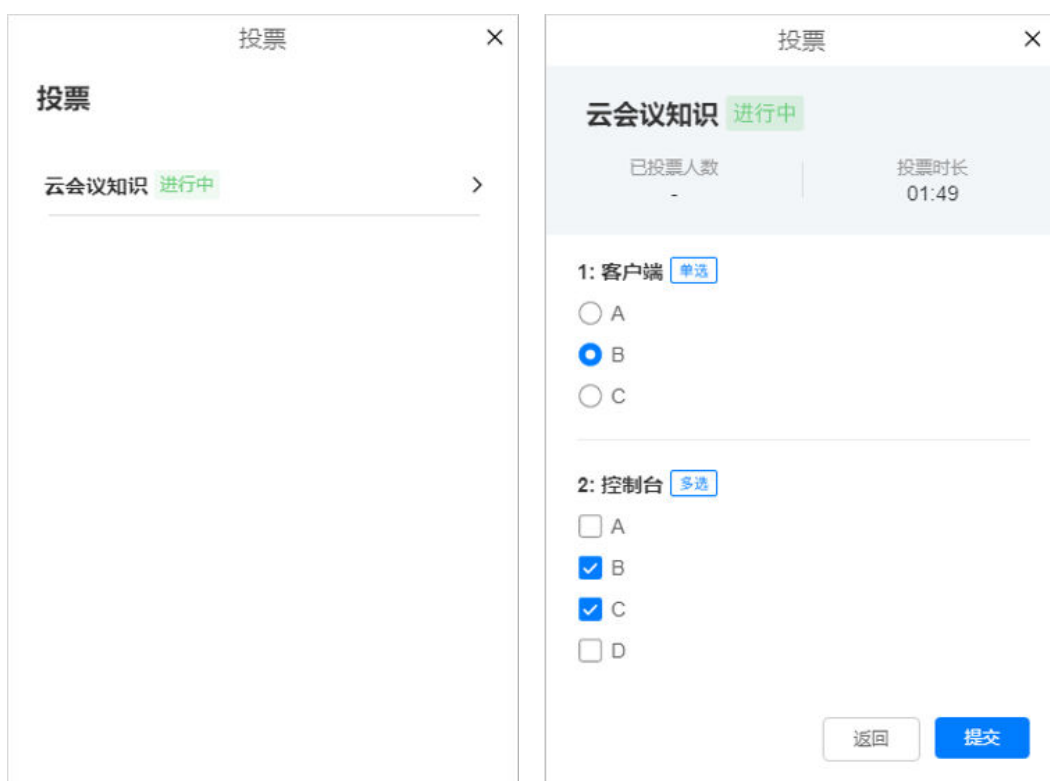 投票
投票
云会议知识 进行中
投票
云会议知识 进行中
已投票人数 投票时长
- 01:49
1: 客户端 单选
A
B
C
2: 控制台 多选
A
B
C
D
返回 提交